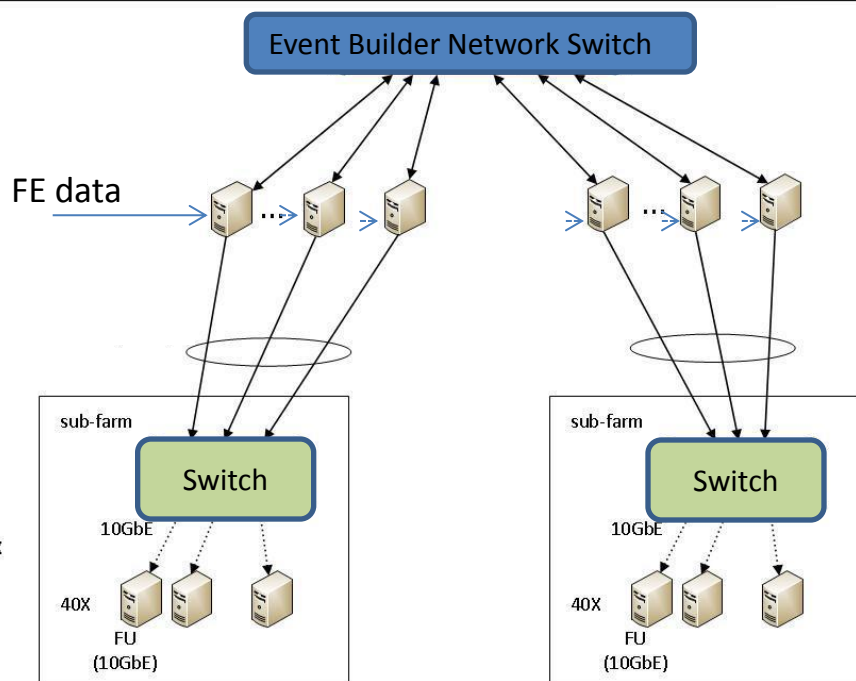 Event Builder Network Switch
FE data
...
...
sub-farm
Switch
10GbE
40X
FU
(10GbE)
sub-farm
Switch
10GbE
40X
FU
(10GbE)